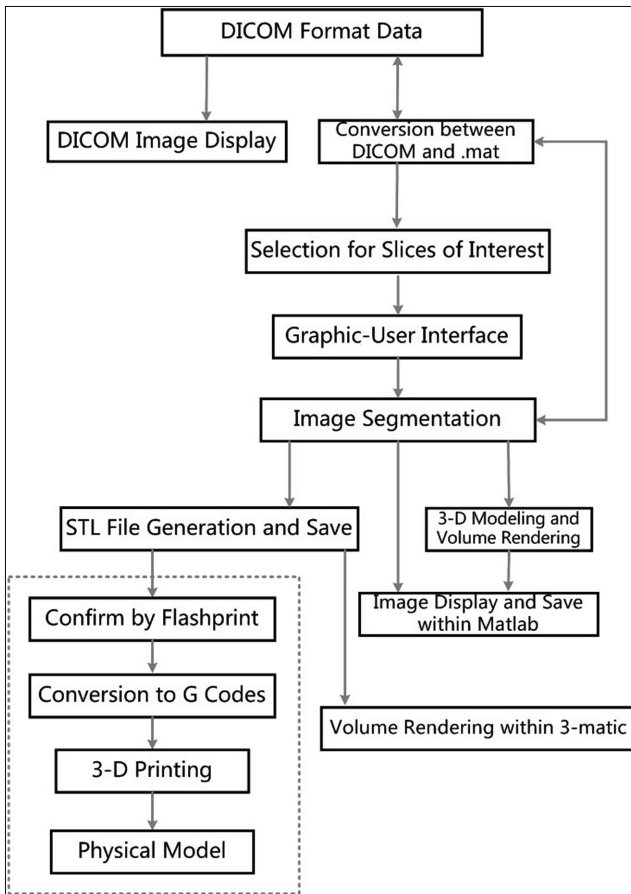 DICOM Format Data
DICOM Image Display
Conversion between
DICOM and .mat
Selection for Slices of Interest
Graphic-User Interface
Image Segmentation
STL File Generation and Save
3-D Modeling and
Volume Rendering
Confirm by Flashprint
Image Display and Save
within Matlab
Conversion to G Codes
Volume Rendering within 3-matic
3-D Printing
Physical Model